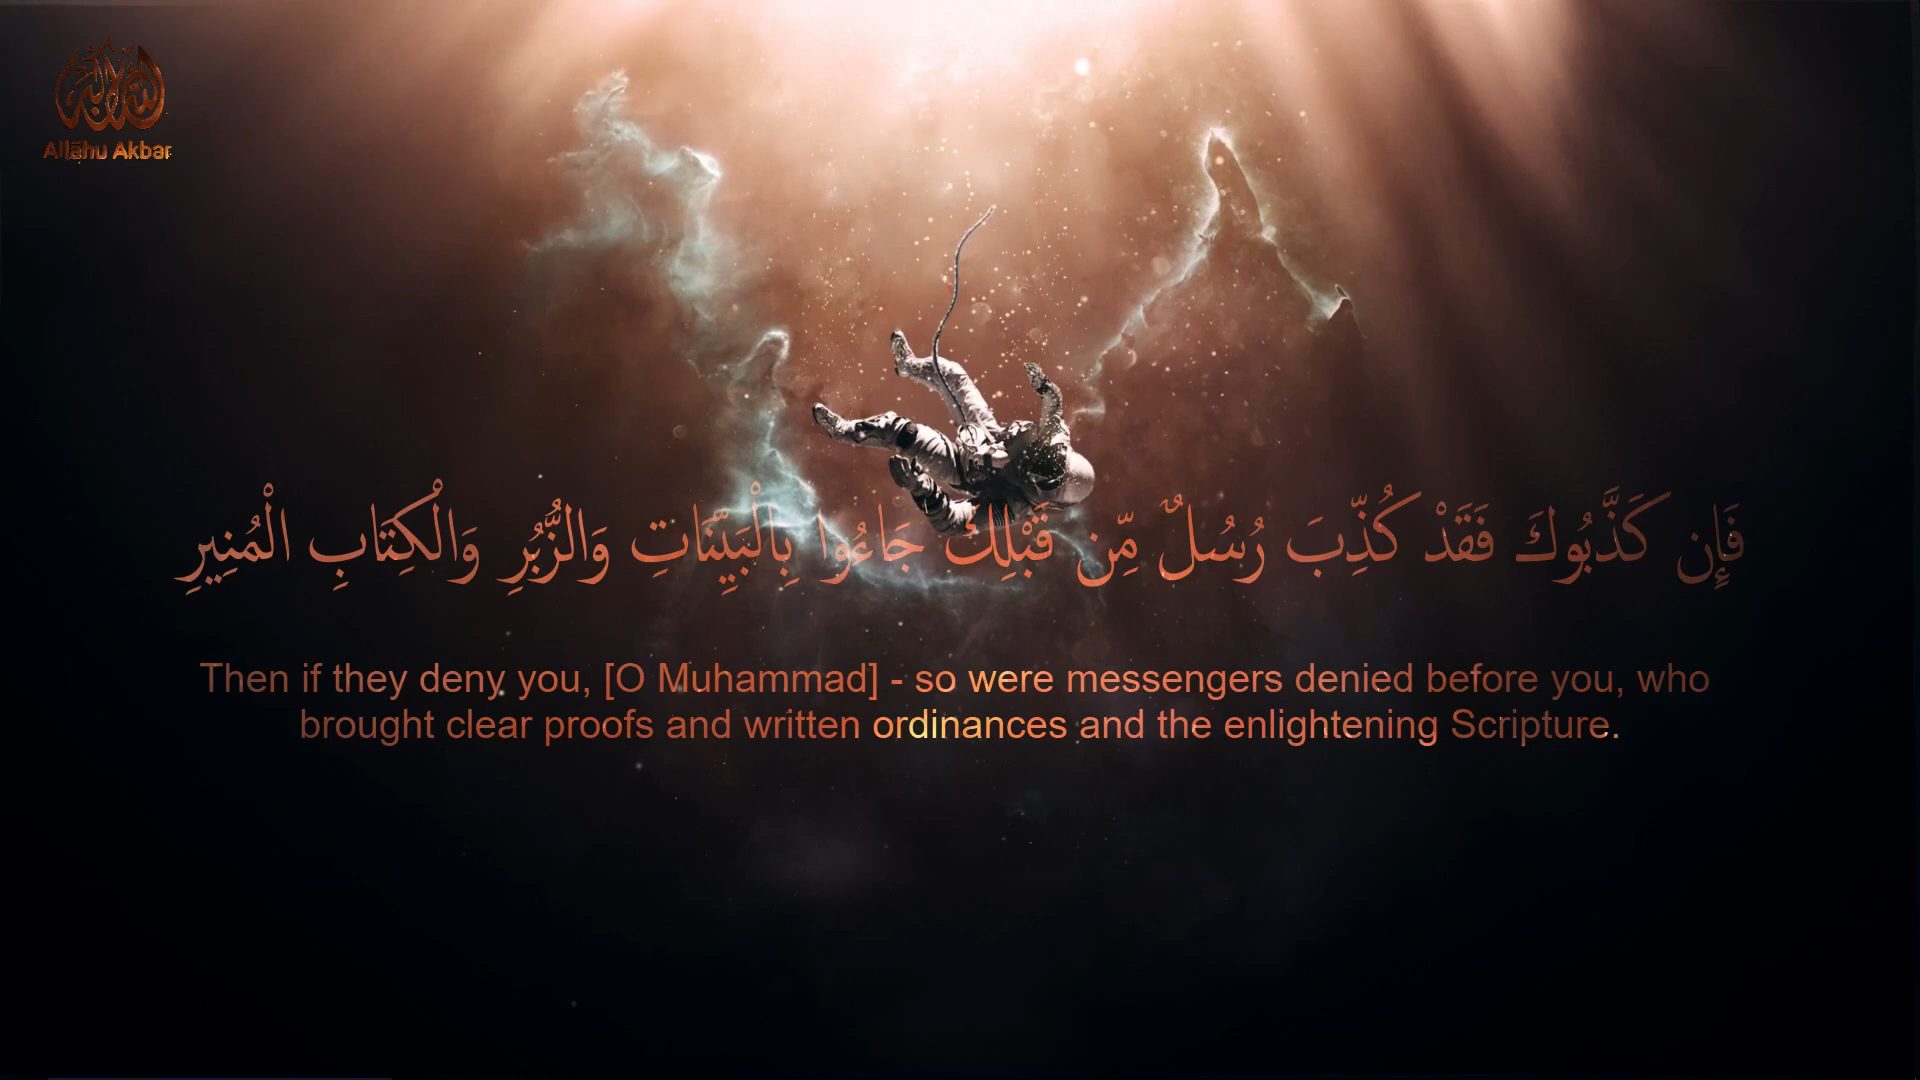 Allāhu Akbar
فَإِن كَذَّبُوكَ فَقَدْ كُذِّبَ رُسُلٌ مِّن قَبْلِكَ جَاءُوا بِالْبَيِّنَاتِ وَالزُّبُرِ وَالْكِتَابِ الْمُنِيرِ
Then if they deny you, [O Muhammad] - so were messengers denied before you, who
brought clear proofs and written ordinances and the enlightening Scripture.